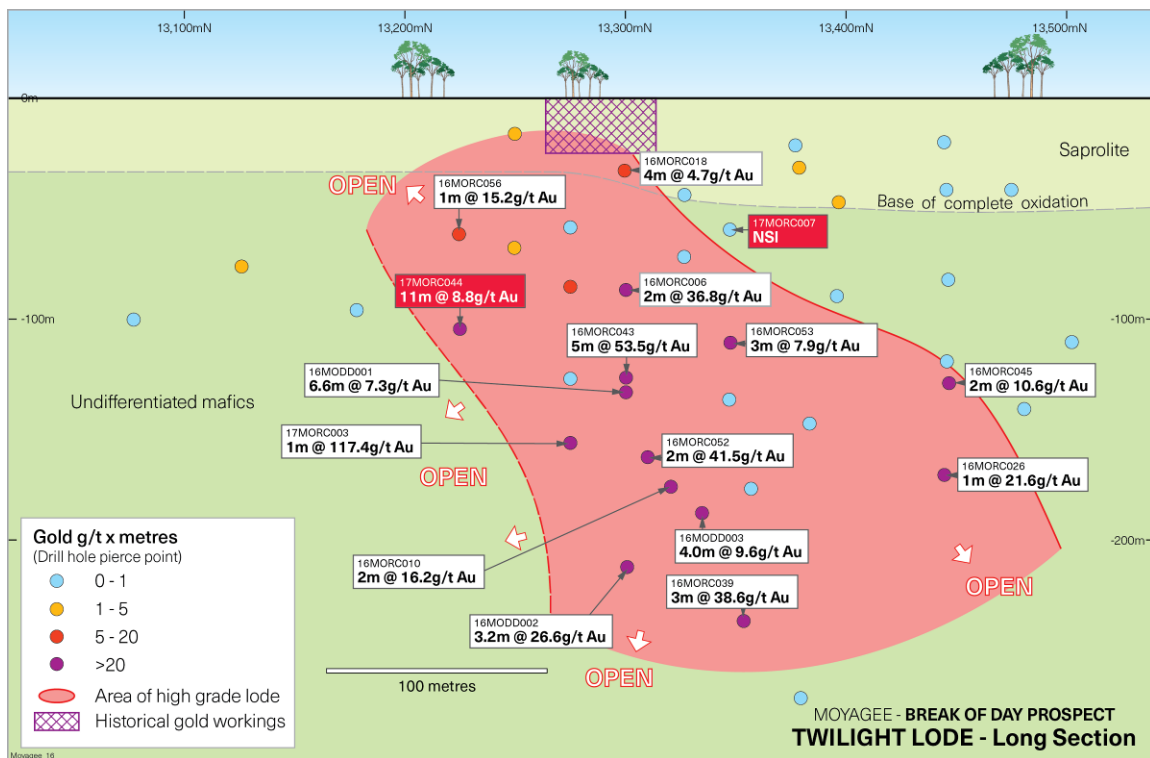 13,100mN
13,200mN
13,300mN
13,400mN
13,500mN
0m
Saprolite
16MORC018
4m @ 4.7g/t Au
OPEN
16MORC056
1m @ 15.2g/t Au
Base of complete oxidation
17MORC007
NSI
17MORC044
11m @ 8.8g/t Au
16MORC006
2m @ 36.8g/t Au
-100m
-100m
16MORC043
5m @ 53.5g/t Au
16MORC053
3m @ 7.9g/t Au
16MODD001
6.6m @ 7.3g/t Au
16MORC045
2m @ 10.6g/t Au
Undifferentiated mafics
17MORC003
1m @ 117.4g/t Au
16MORC052
2m @ 41.5g/t Au
16MORC026
1m @ 21.6g/t Au
OPEN
Gold g/t x metres
(Drill hole pierce point)
0 - 1
1 - 5
5 - 20
>20
Area of high grade lode
Historical gold workings
16MODD003
4.0m @ 9.6g/t Au
-200m
16MORC010
2m @ 16.2g/t Au
16MORC039
3m @ 38.6g/t Au
OPEN
16MODD002
3.2m @ 26.6g/t Au
OPEN
100 metres
MOYAGEE - BREAK OF DAY PROSPECT
TWILIGHT LODE - Long Section
Moyagee_16